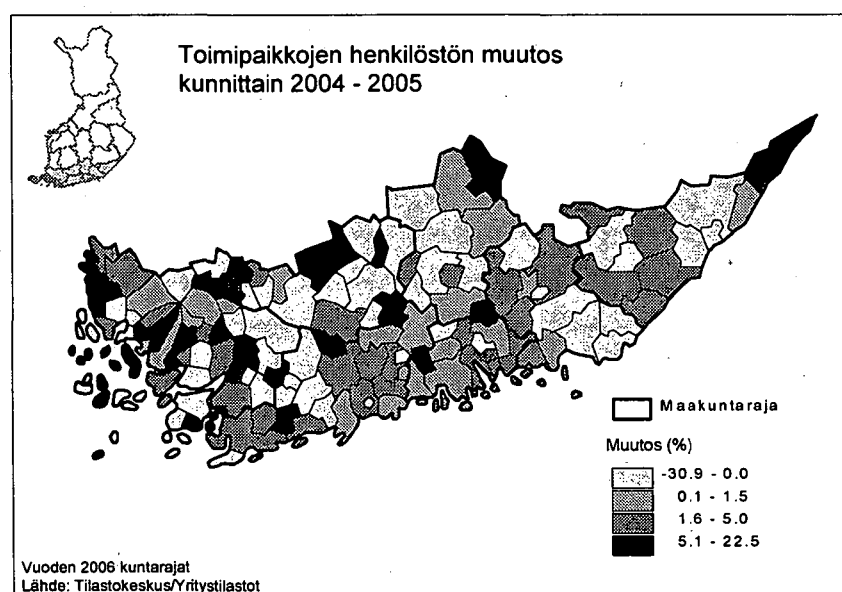 Toimipaikkojen henkilöstön muutos
kunnittain 2004 - 2005
Maakuntaraja
Muutos (%)
-30.9 - 0.0
0.1 - 1.5
1.6 - 5.0
5.1 - 22.5
Vuoden 2006 kuntarajat
Lähde: Tilastokeskus/Yritystilastot